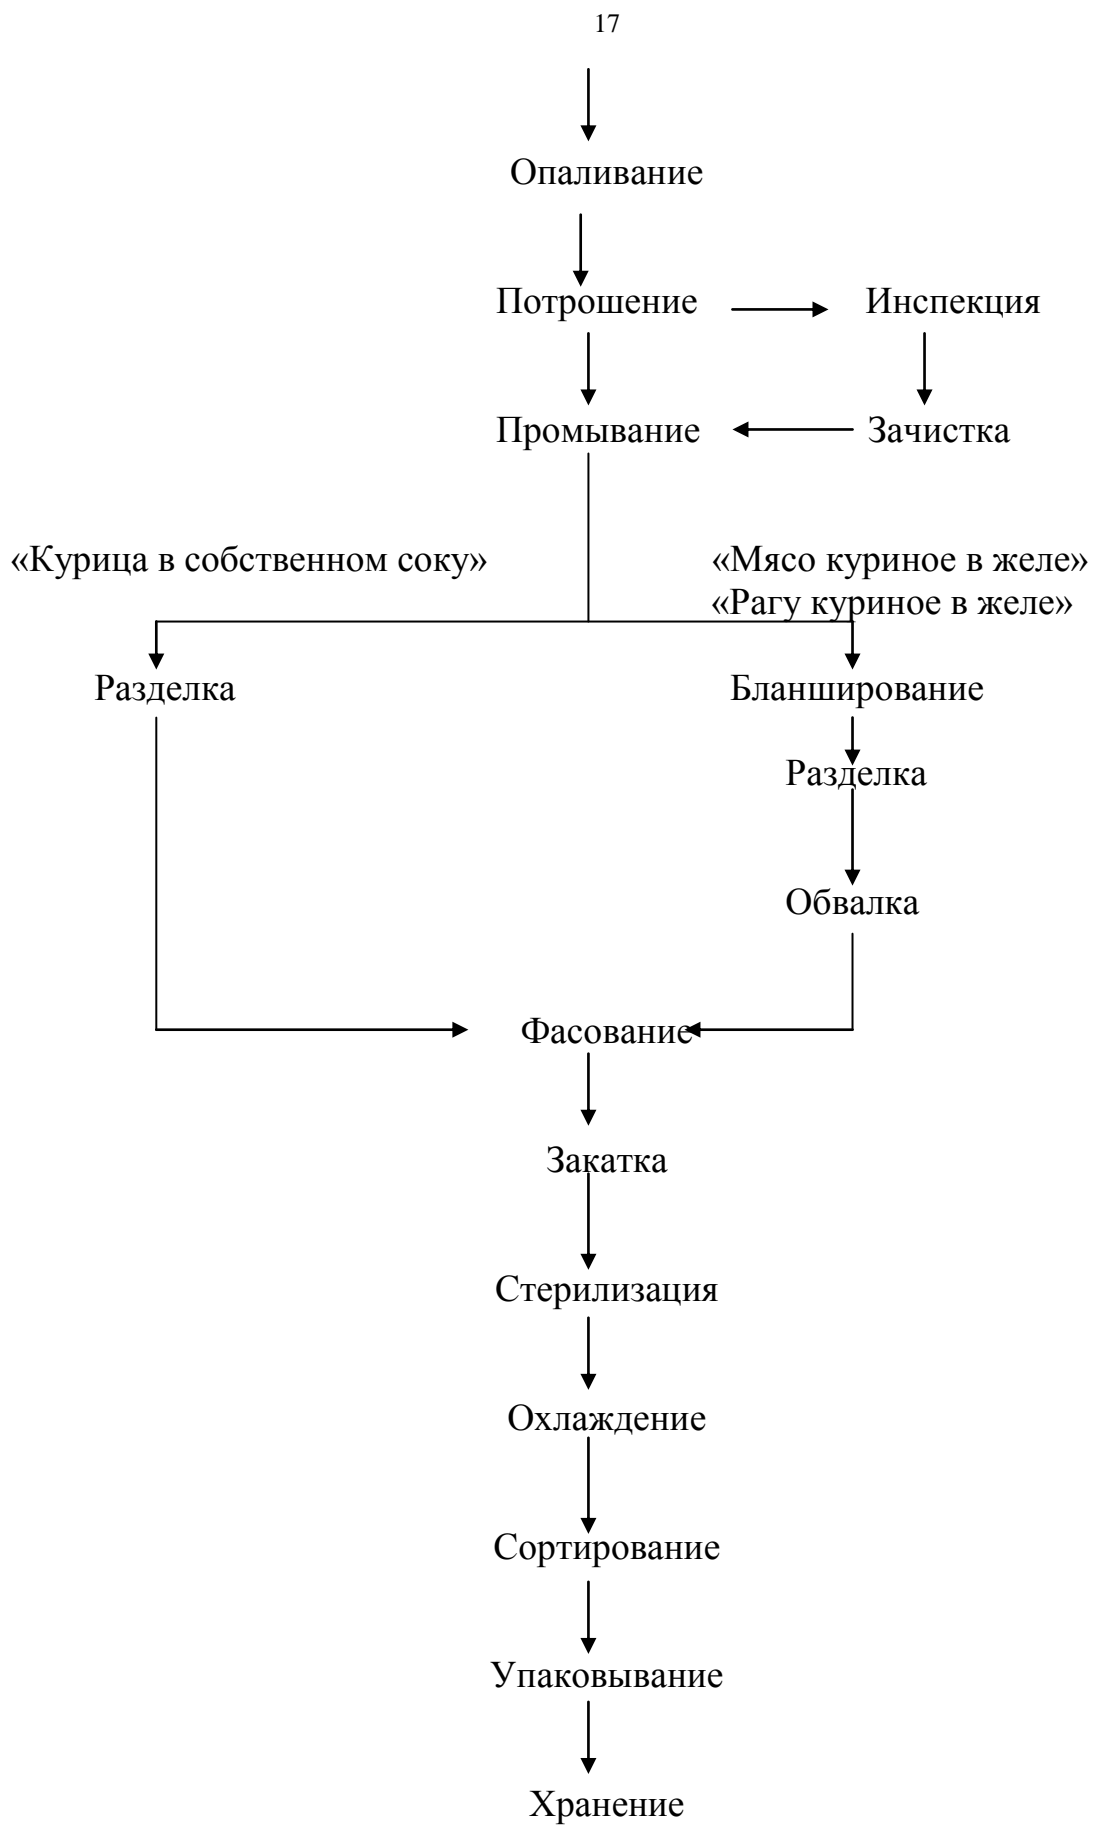 17
Опаливание
Потрошение Инспекция
Промывание Зачистка
«Курица в собственном соку» «Мясо куриное в желе»
«Рагу куриное в желе»
Разделка Бланширование
Разделка
Обвалка
Фасование
Закатка
Стерилизация
Охлаждение
Сортирование
Упаковывание
Хранение